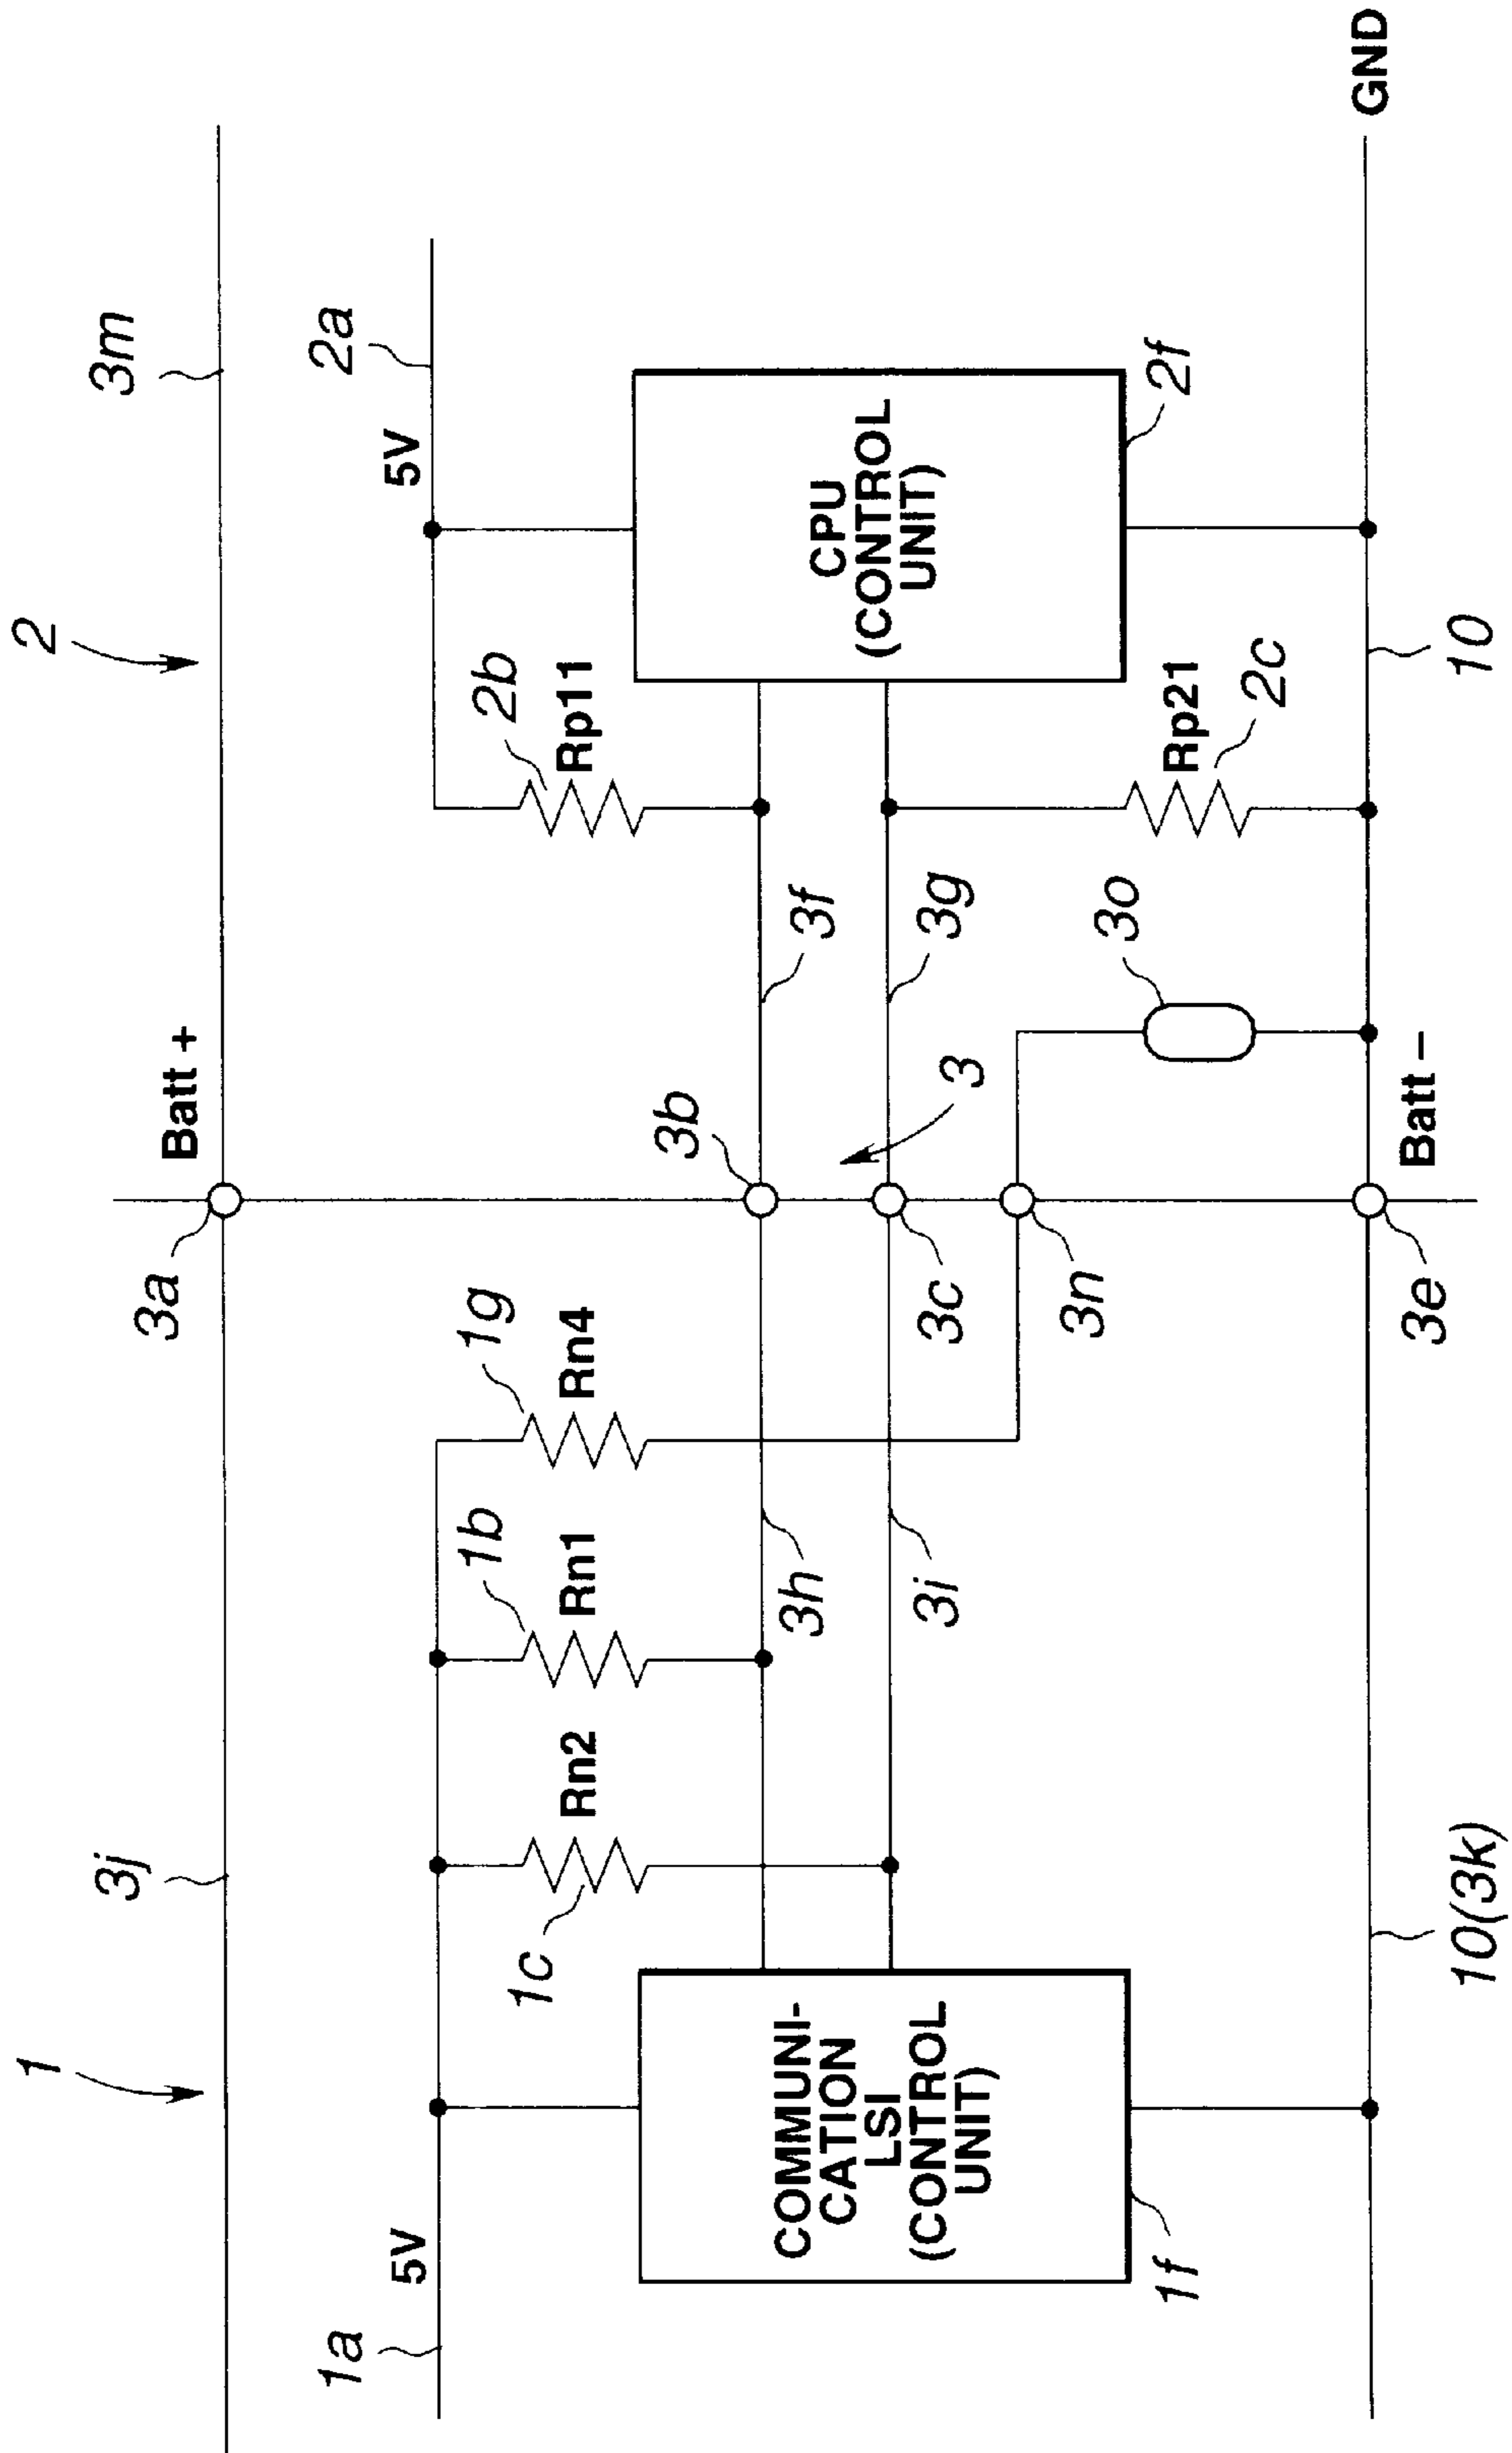 1
3j
2
3m
Batt +
3a
1a
5V
5V
2a
1c
Rn2
1b
Rn1
1g
Rn4
2b
Rp11
3b
COMMUNI-
CATION
LSI
(CONTROL
UNIT)
1f
3h
3i
3c
3n
3
3f
3g
3o
CPU
(CONTROL
UNIT)
2f
Rp21
2c
10(3k)
3e
Batt −
10
GND